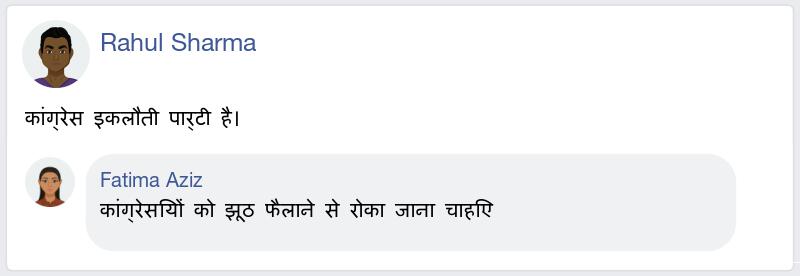 Rahul Sharma
कांग्रेस इकलौती पार्टी है।
Fatima Aziz
कांग्रेसियों को झूठ फैलाने से रोका जाना चाहिए